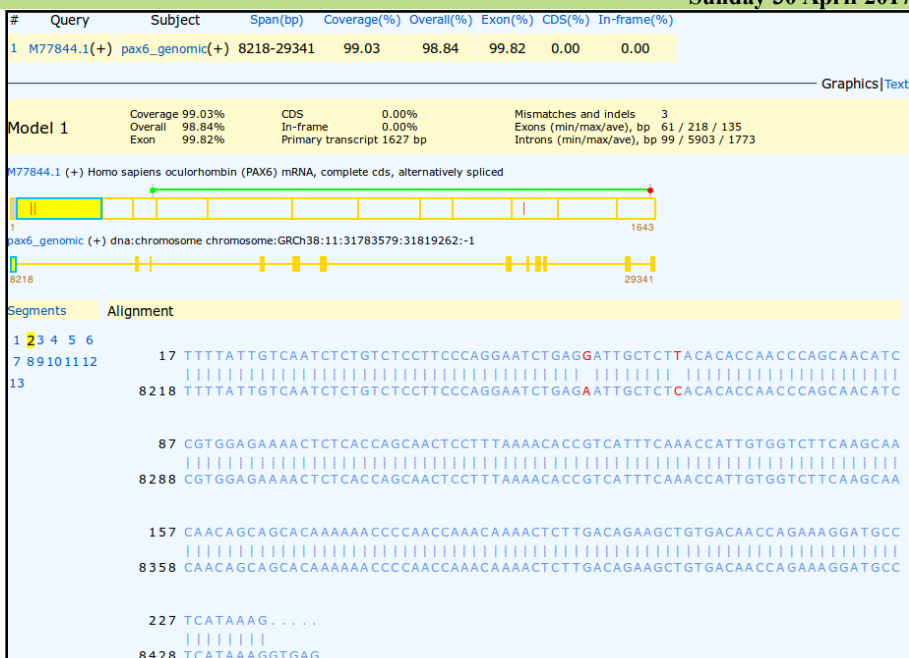 Sunday 30 April 2017
# Query Subject Span(bp) Coverage(%) Overall(%) Exon(%) CDS(%) In-frame(%)
1 M77844.1(+) pax6_genomic(+) 8218-29341 99.03 98.84 99.82 0.00 0.00
Graphics|Text
Model 1
Coverage 99.03% CDS 0.00% Mismatches and indels 3
Overall 98.84% In-frame 0.00% Exons (min/max/ave), bp 61 / 218 / 135
Exon 99.82% Primary transcript 1627 bp Introns (min/max/ave), bp 99 / 5903 / 1773
M77844.1 (+) Homo sapiens oculorhombin (PAX6) mRNA, complete cds, alternatively spliced
1 1643
pax6_genomic (+) dna:chromosome chromosome:GRCh38:11:31783579:31819262:-1
8218 29341
Segments Alignment
1 2 3 4 5 6
7 8 9 10 11 12
13
17 TTTTATTGTCAATCTCTGTCTCCTTCCCAGGAATCTGAGGATTGCTCTTACACACCAACCCAGCAACATC
8218 TTTTATTGTCAATCTCTGTCTCCTTCCCAGGAATCTGAGAATTGCTCTCACACACCAACCCAGCAACATC
87 CGTGGAGAAAACTCTCACCAGCAACTCCTTTAAAACACCGTCATTTCAAACCATTGTGGTCTTCAAGCAA
8288 CGTGGAGAAAACTCTCACCAGCAACTCCTTTAAAACACCGTCATTTCAAACCATTGTGGTCTTCAAGCAA
157 CAACAGCAGCACAAAAAACCCCAACCAAACAAAACTCTTGACAGAAGCTGTGACAACCAGAAAGGATGCC
8358 CAACAGCAGCACAAAAAACCCCAACCAAACAAAACTCTTGACAGAAGCTGTGACAACCAGAAAGGATGCC
227 TCATAAAG.....
8428 TCATAAAGGTGAG